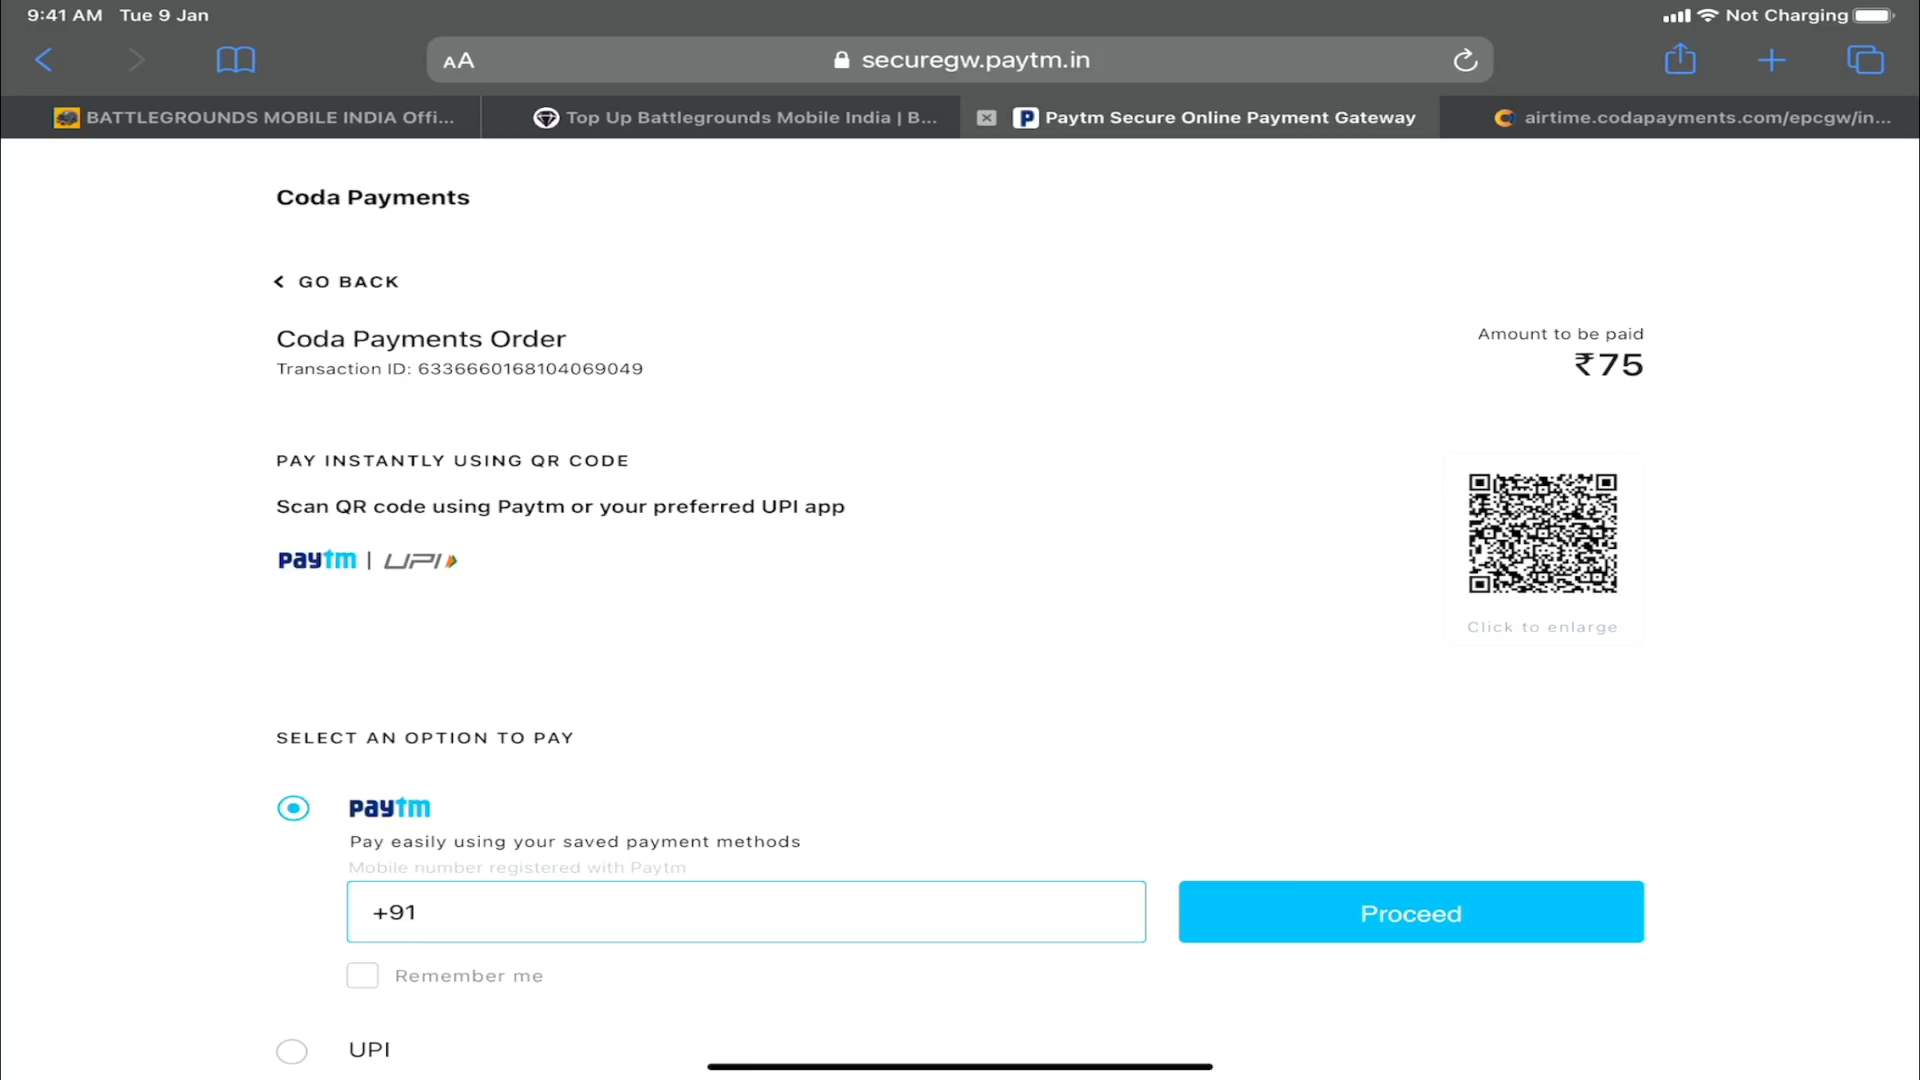 9:41 AM Tue 9 Jan
Not Charging
AA
securegw.paytm.in
BATTLEGROUNDS MOBILE INDIA Offi...
Top Up Battlegrounds Mobile India | B...
Paytm Secure Online Payment Gateway
airtime.codapayments.com/epcgw/in...
Coda Payments
GO BACK
Coda Payments Order
Transaction ID: 6336660168104069049
Amount to be paid
₹75
PAY INSTANTLY USING QR CODE
Scan QR code using Paytm or your preferred UPI app
paytm | UPI
Click to enlarge
SELECT AN OPTION TO PAY
paytm
Pay easily using your saved payment methods
Mobile number registered with Paytm
+91
Proceed
Remember me
UPI